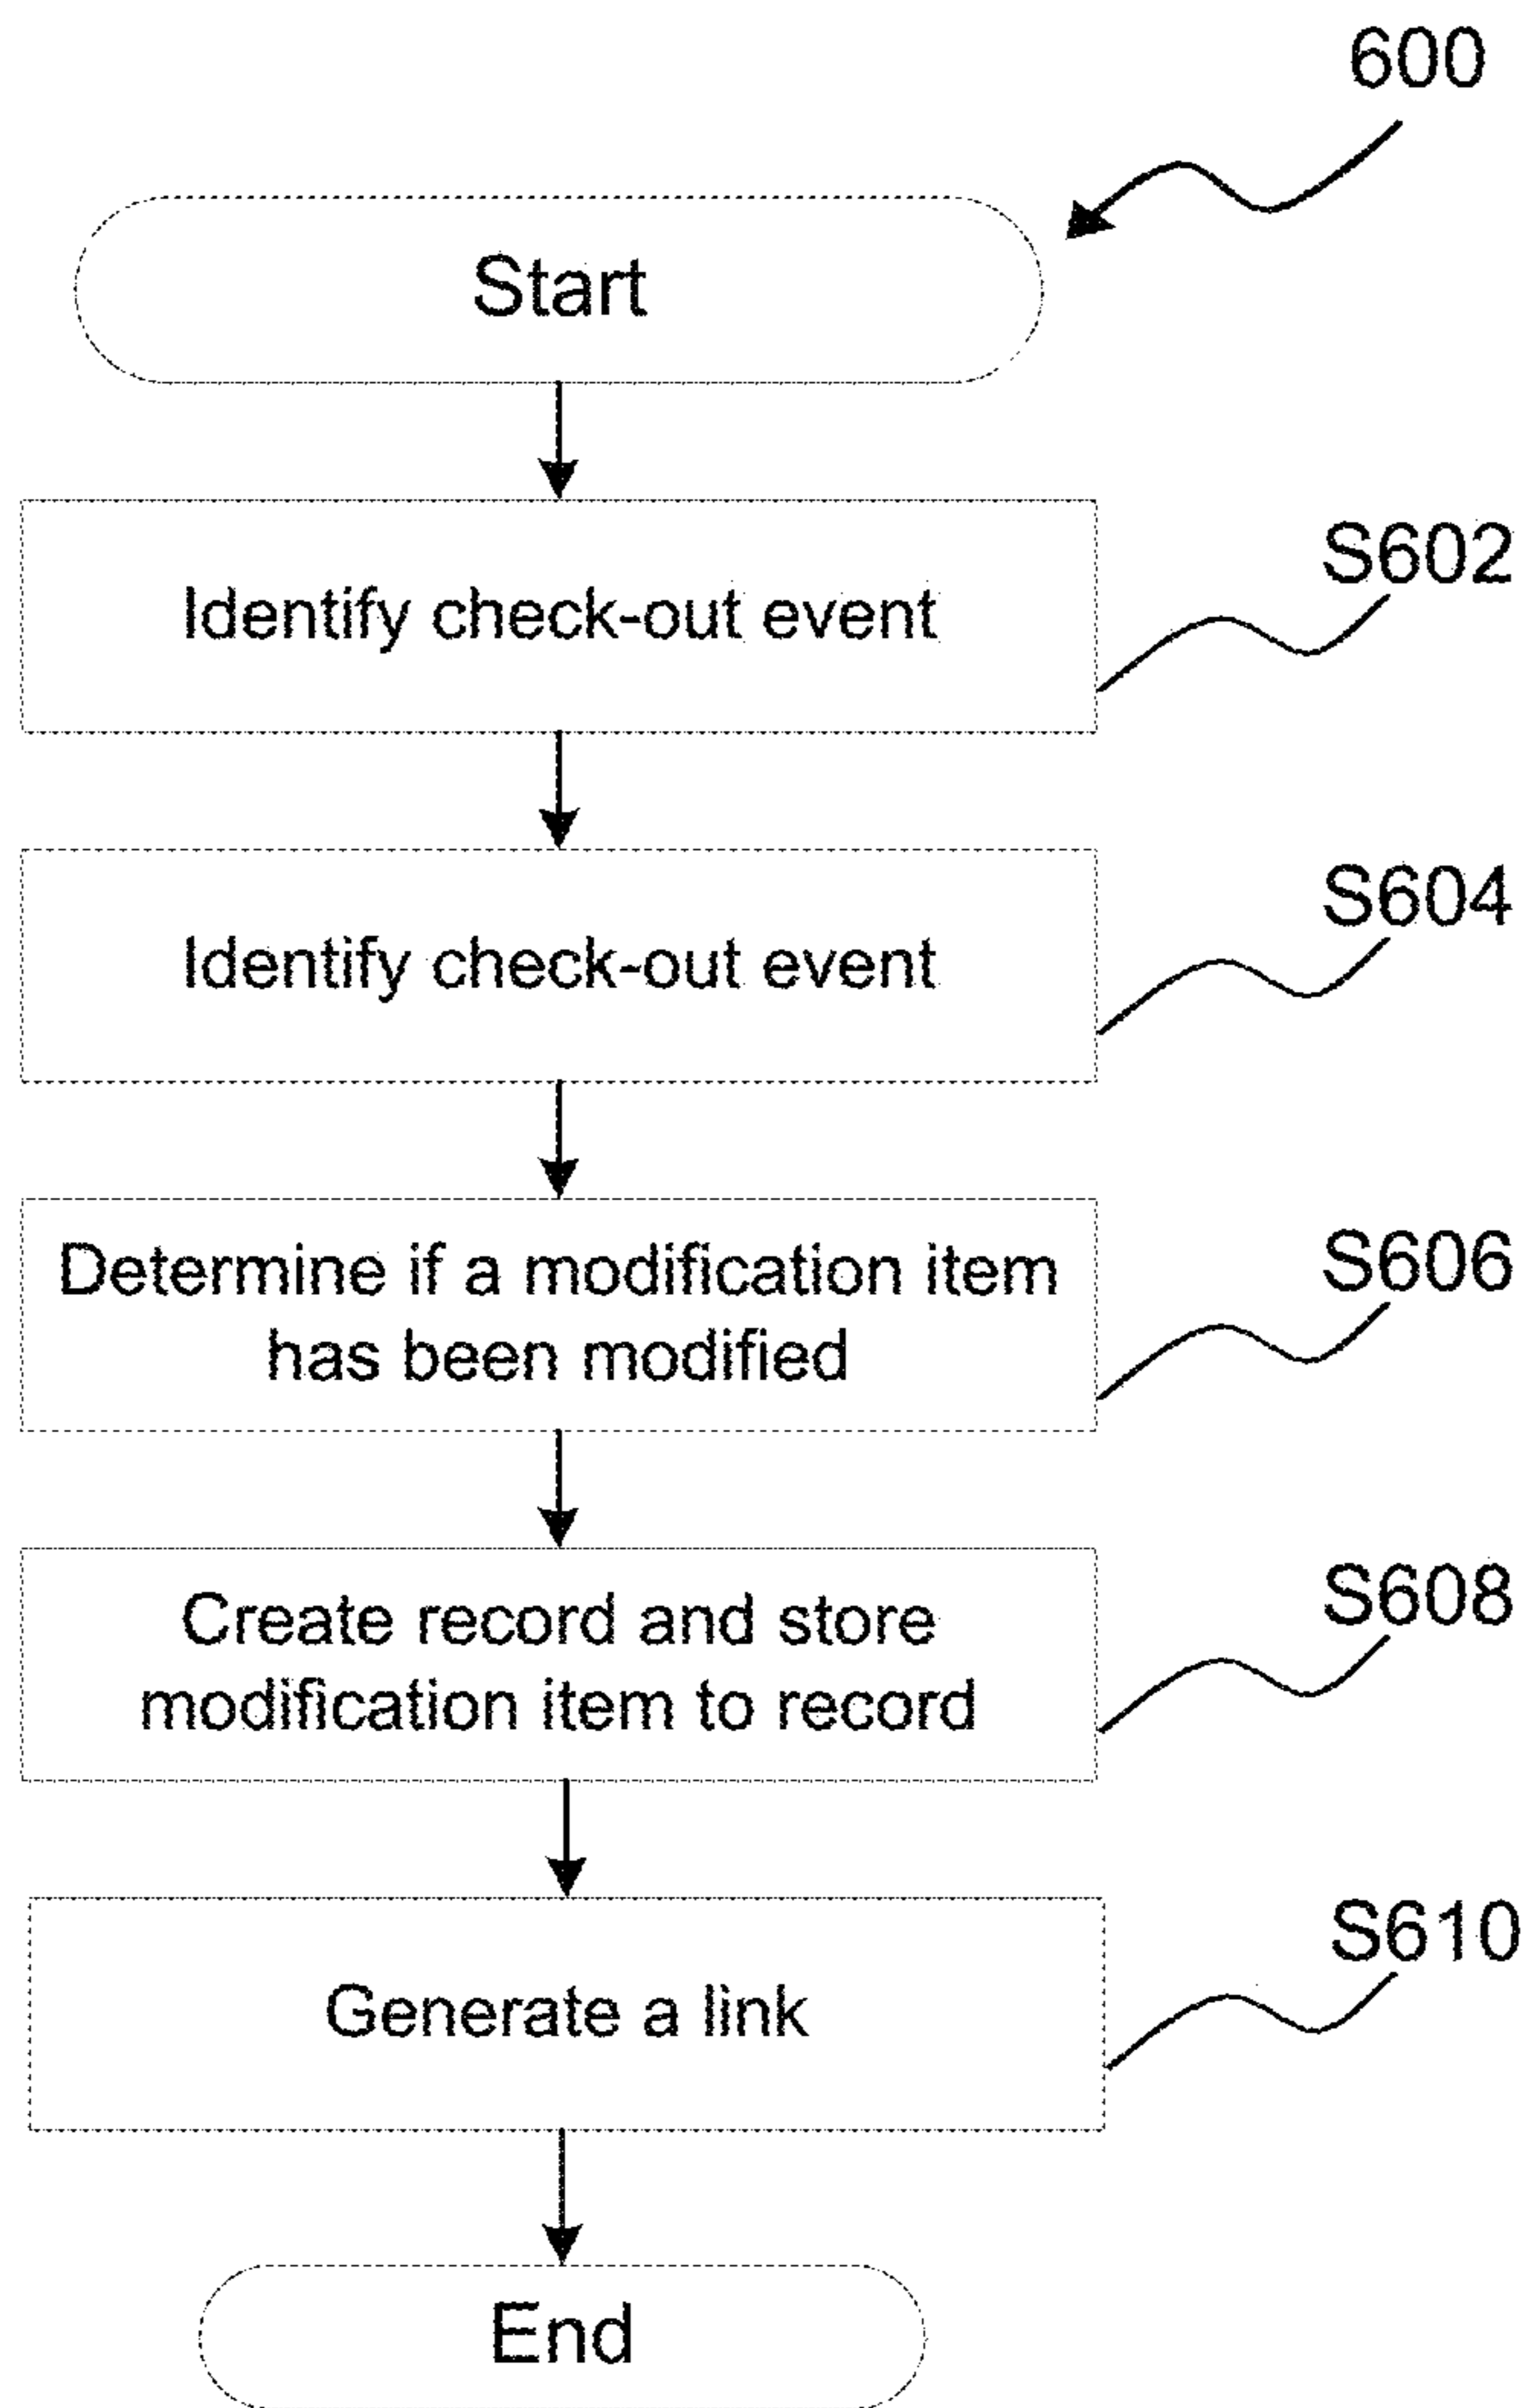 600
Start
Identify check-out event
S602
Identify check-out event
S604
Determine if a modification item
has been modified
S606
Create record and store
modification item to record
S608
Generate a link
S610
End